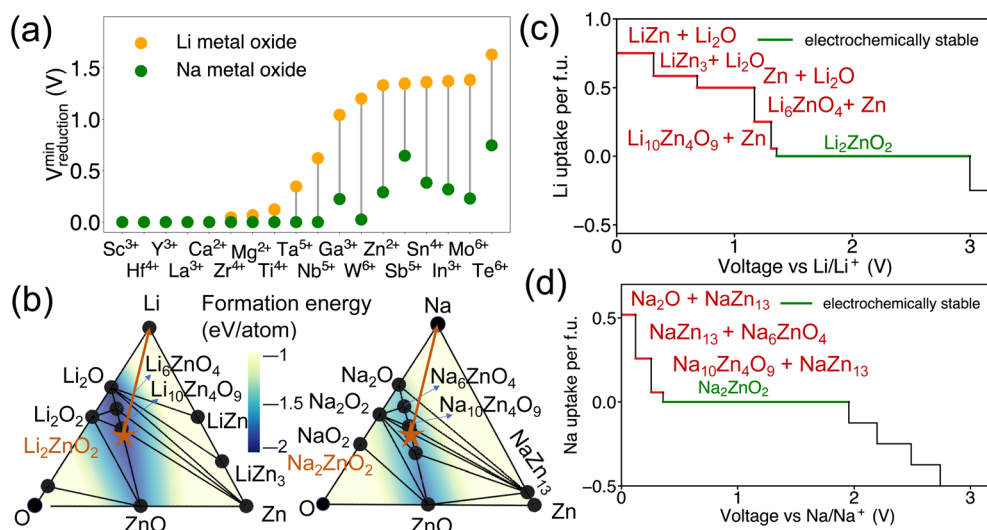 (a)
Li metal oxide
Na metal oxide
V^min_reduction (V)
1.5
1.0
0.5
0.0
Sc³⁺ Y³⁺ Ca²⁺ Mg²⁺ Ta⁵⁺ Ga³⁺ Zn²⁺ Sn⁴⁺ Mo⁶⁺
Hf⁴⁺ La³⁺ Zr⁴⁺ Ti⁴⁺ Nb⁵⁺ W⁶⁺ Sb⁵⁺ In³⁺ Te⁶⁺
(b)
Formation energy
(eV/atom)
−1
−1.5
−2
Li
Li₂O
Li₂O₂
Li₂ZnO₂
Li₆ZnO₄
Li₁₀Zn₄O₉
LiZn
LiZn₃
O
ZnO
Zn
Na
Na₂O
Na₂O₂
NaO₂
Na₂ZnO₂
Na₆ZnO₄
Na₁₀Zn₄O₉
NaZn₁₃
O
ZnO
Zn
(c)
Li uptake per f.u.
1.0
0.5
0.0
−0.5
LiZn + Li₂O
electrochemically stable
LiZn₃+ Li₂O
Zn + Li₂O
Li₆ZnO₄+ Zn
Li₁₀Zn₄O₉ + Zn
Li₂ZnO₂
0 1 2 3
Voltage vs Li/Li⁺ (V)
(d)
Na uptake per f.u.
0.5
0.0
−0.5
Na₂O + NaZn₁₃
electrochemically stable
NaZn₁₃ + Na₆ZnO₄
Na₁₀Zn₄O₉ + NaZn₁₃
Na₂ZnO₂
0 1 2 3
Voltage vs Na/Na⁺ (V)